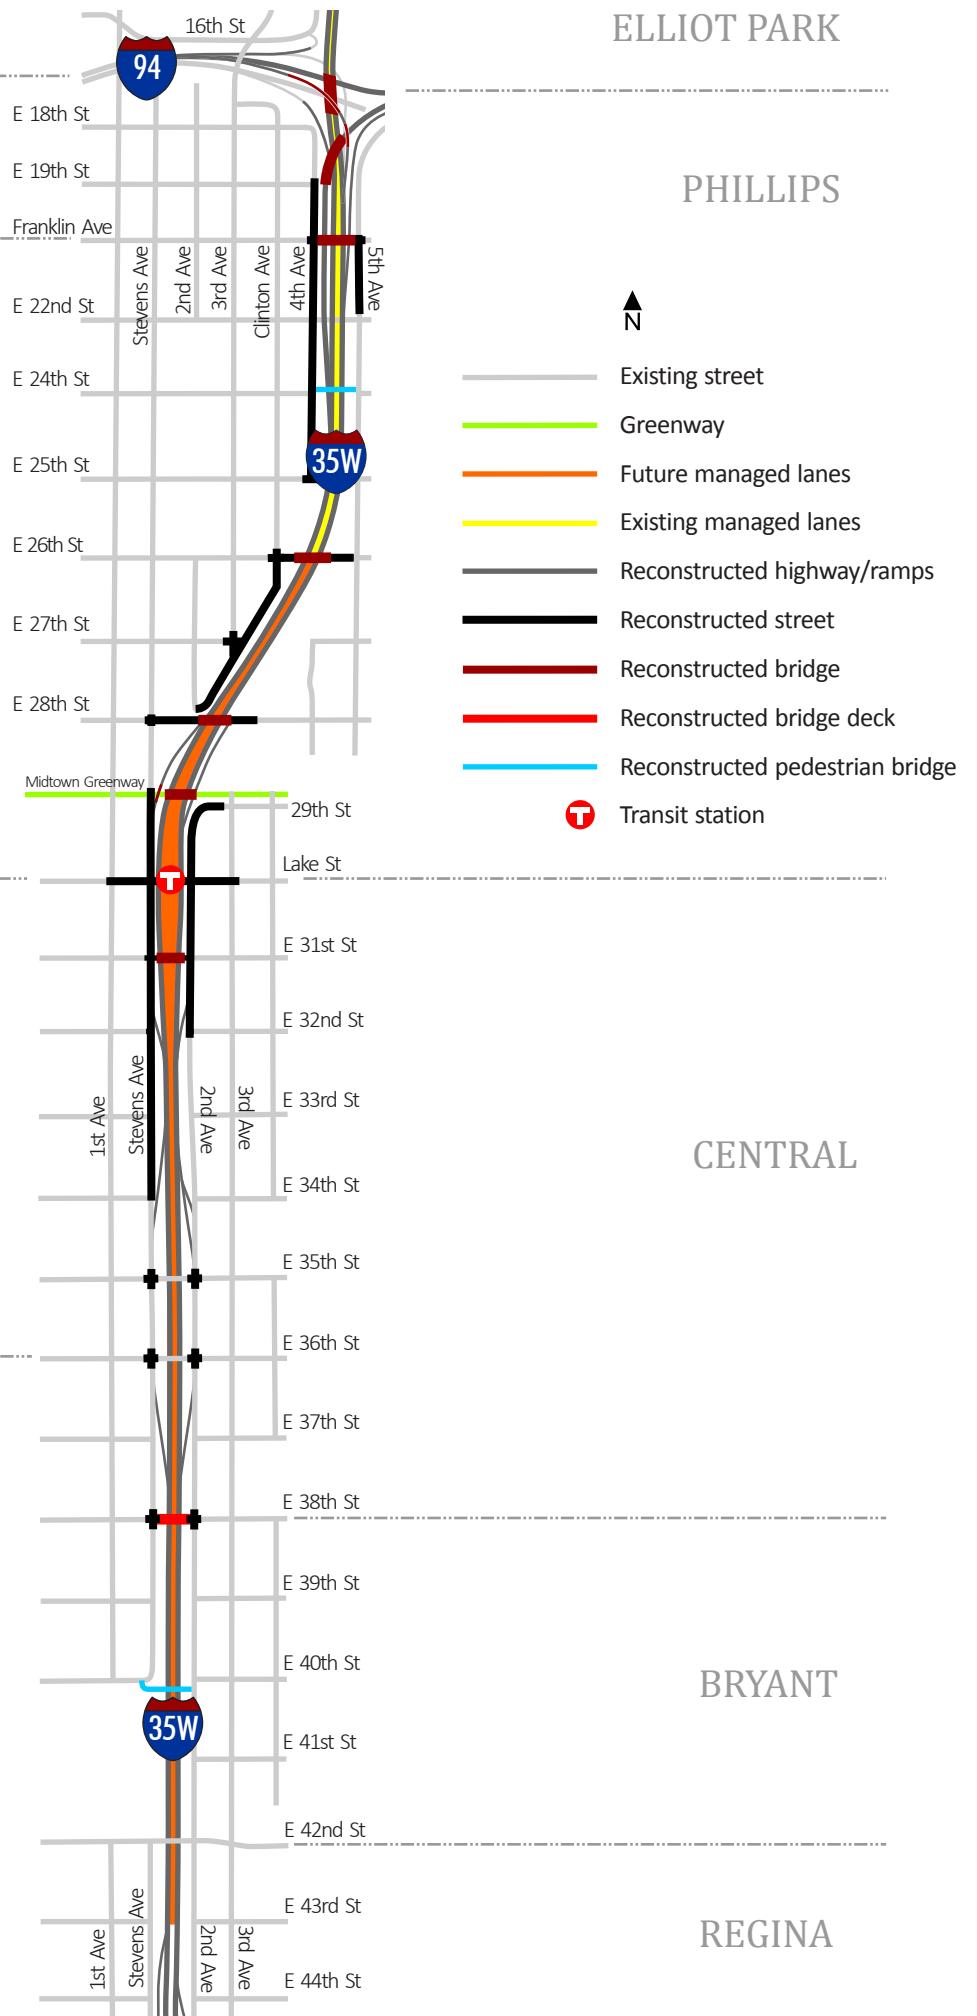 16th St
ELLIOT PARK
94
E 18th St
E 19th St
PHILLIPS
Franklin Ave
Stevens Ave
2nd Ave
3rd Ave
Clinton Ave
4th Ave
5th Ave
E 22nd St
N
E 24th St
Existing street
Greenway
E 25th St
35W
Future managed lanes
Existing managed lanes
E 26th St
Reconstructed highway/ramps
E 27th St
Reconstructed street
Reconstructed bridge
E 28th St
Reconstructed bridge deck
Reconstructed pedestrian bridge
Midtown Greenway
29th St
T
Transit station
Lake St
T
E 31st St
E 32nd St
1st Ave
Stevens Ave
2nd Ave
3rd Ave
E 33rd St
CENTRAL
E 34th St
E 35th St
E 36th St
E 37th St
E 38th St
E 39th St
E 40th St
BRYANT
35W
E 41st St
E 42nd St
1st Ave
Stevens Ave
2nd Ave
3rd Ave
E 43rd St
REGINA
E 44th St